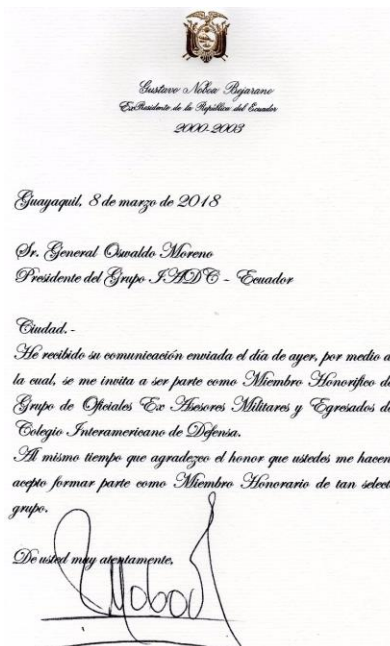 Gustavo Noboa Bejarano
ExPresidente de la República del Ecuador
2000-2003
Guayaquil, 8 de marzo de 2018
Sr. General Oswaldo Moreno
Presidente del Grupo IADC - Ecuador
Ciudad.-
He recibido su comunicación enviada el día de ayer, por medio d
la cual, se me invita a ser parte como Miembro Honorífico de
Grupo de Oficiales Ex Asesores Militares y Egresados de
Colegio Interamericano de Defensa.
Al mismo tiempo que agradezco el honor que ustedes me hacen
acepto formar parte como Miembro Honorario de tan select
grupo.
De usted muy atentamente,
Noboa